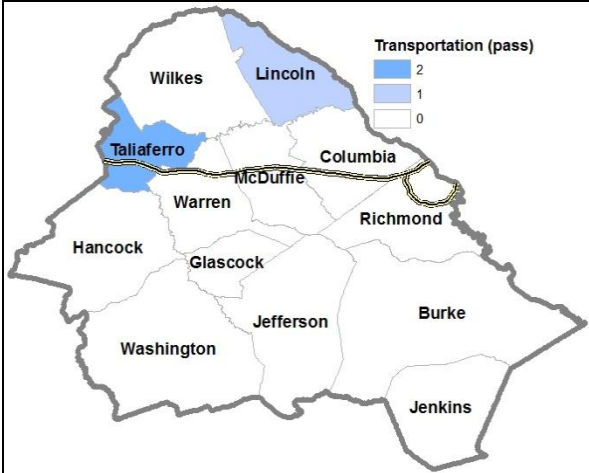 Transportation (pass)
2
1
0
Wilkes
Lincoln
Taliaferro
Columbia
McDuffie
Warren
Richmond
Hancock
Glascock
Jefferson
Burke
Washington
Jenkins